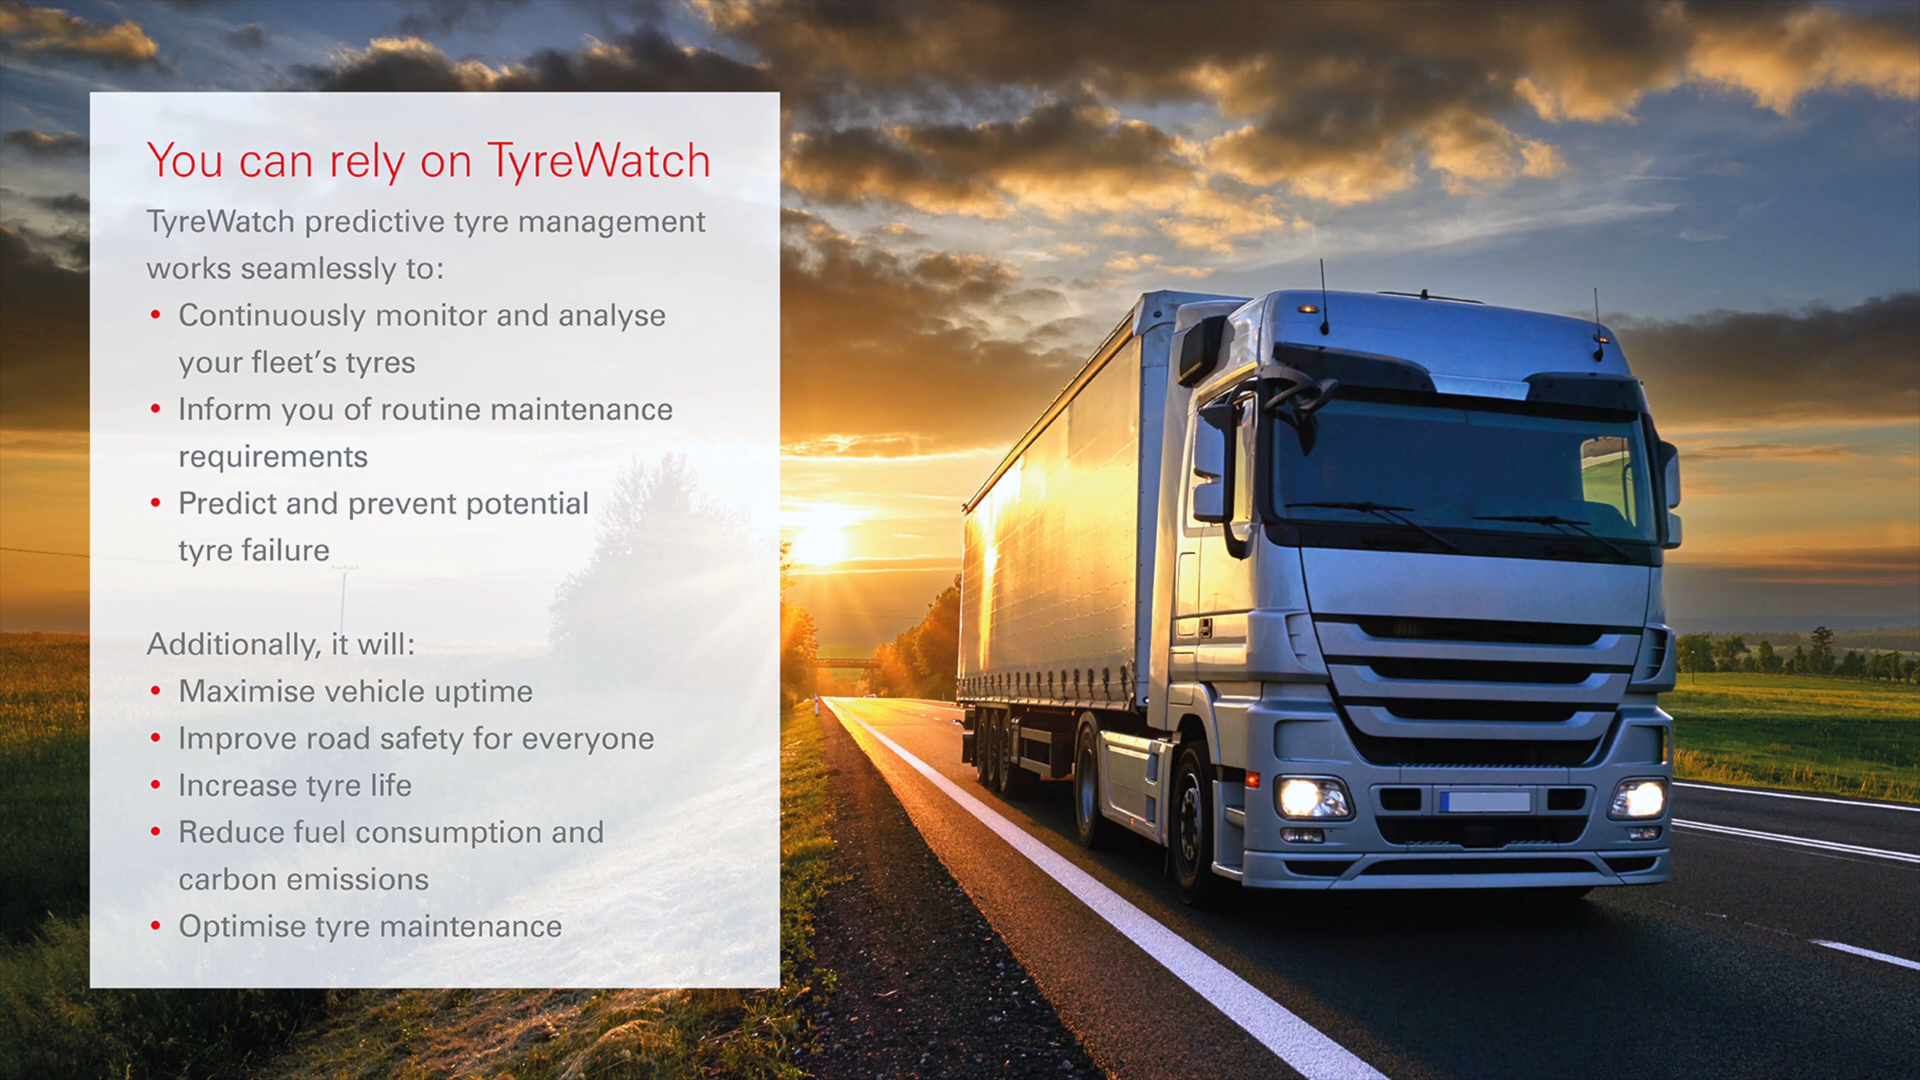 You can rely on TyreWatch
TyreWatch predictive tyre management
works seamlessly to:
• Continuously monitor and analyse
your fleet’s tyres
• Inform you of routine maintenance
requirements
• Predict and prevent potential
tyre failure
Additionally, it will:
• Maximise vehicle uptime
• Improve road safety for everyone
• Increase tyre life
• Reduce fuel consumption and
carbon emissions
• Optimise tyre maintenance